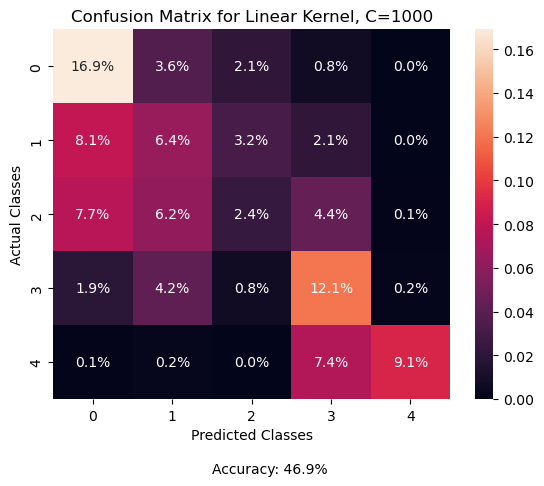 Confusion Matrix for Linear Kernel, C=1000
0 16.9% 3.6% 2.1% 0.8% 0.0%
1 8.1% 6.4% 3.2% 2.1% 0.0%
2 7.7% 6.2% 2.4% 4.4% 0.1%
3 1.9% 4.2% 0.8% 12.1% 0.2%
4 0.1% 0.2% 0.0% 7.4% 9.1%
Actual Classes
0 1 2 3 4
Predicted Classes
Accuracy: 46.9%
0.16
0.14
0.12
0.10
0.08
0.06
0.04
0.02
0.00